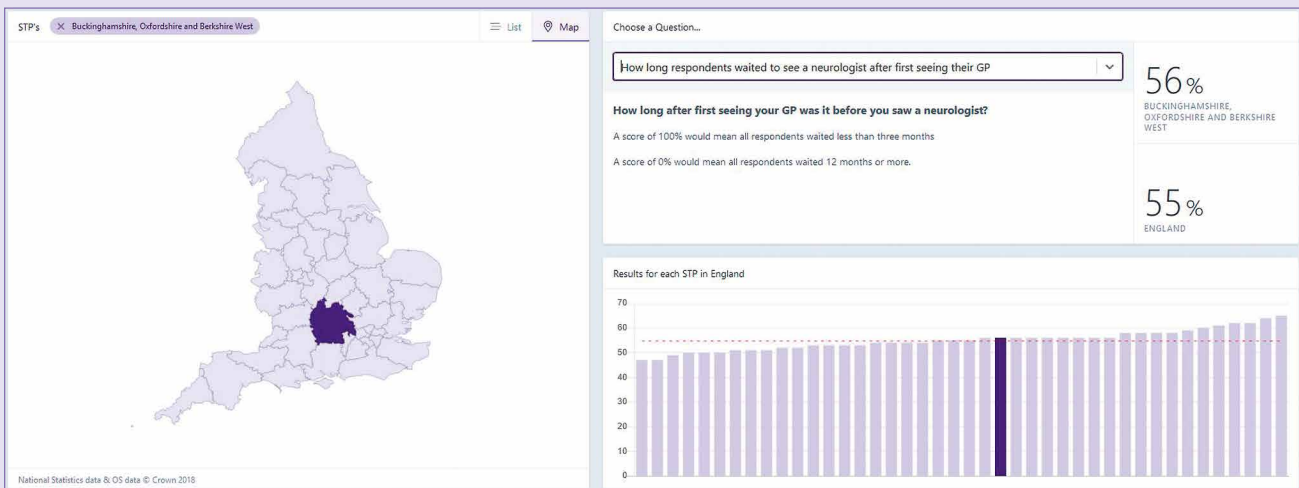 STP's
Buckinghamshire, Oxfordshire and Berkshire West
List
Map
National Statistics data & OS data © Crown 2018
Choose a Question...
How long respondents waited to see a neurologist after first seeing their GP
How long after first seeing your GP was it before you saw a neurologist?
A score of 100% would mean all respondents waited less than three months
A score of 0% would mean all respondents waited 12 months or more.
56%
BUCKINGHAMSHIRE,
OXFORDSHIRE AND BERKSHIRE
WEST
55%
ENGLAND
Results for each STP in England
70
60
50
40
30
20
10
0